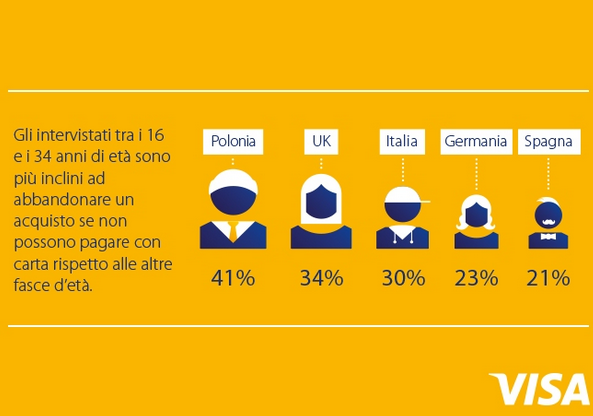 Gli intervistati tra i 16
e i 34 anni di età sono
più inclini ad
abbandonare un
acquisto se non
possono pagare con
carta rispetto alle altre
fasce d'età.
Polonia UK Italia Germania Spagna
41% 34% 30% 23% 21%
VISA